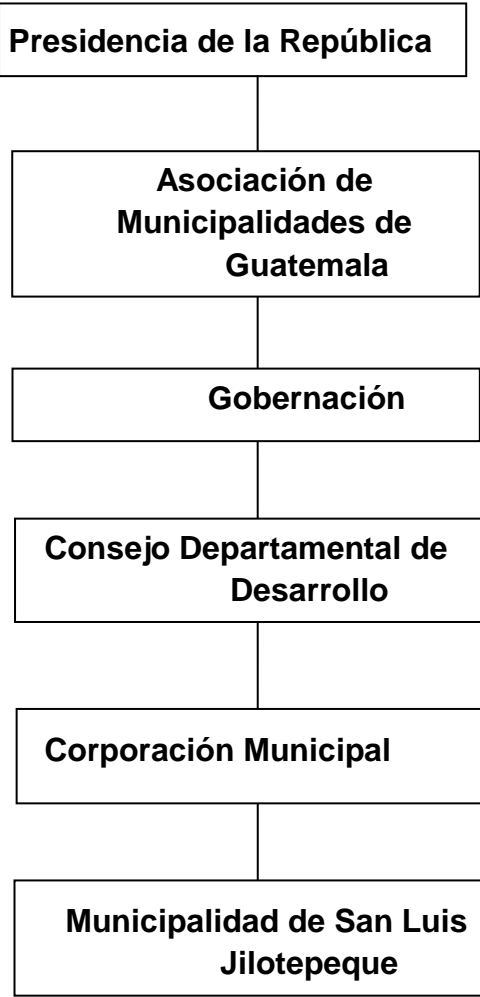 Presidencia de la República
Asociación de
Municipalidades de
Guatemala
Gobernación
Consejo Departamental de
Desarrollo
Corporación Municipal
Municipalidad de San Luis
Jilotepeque